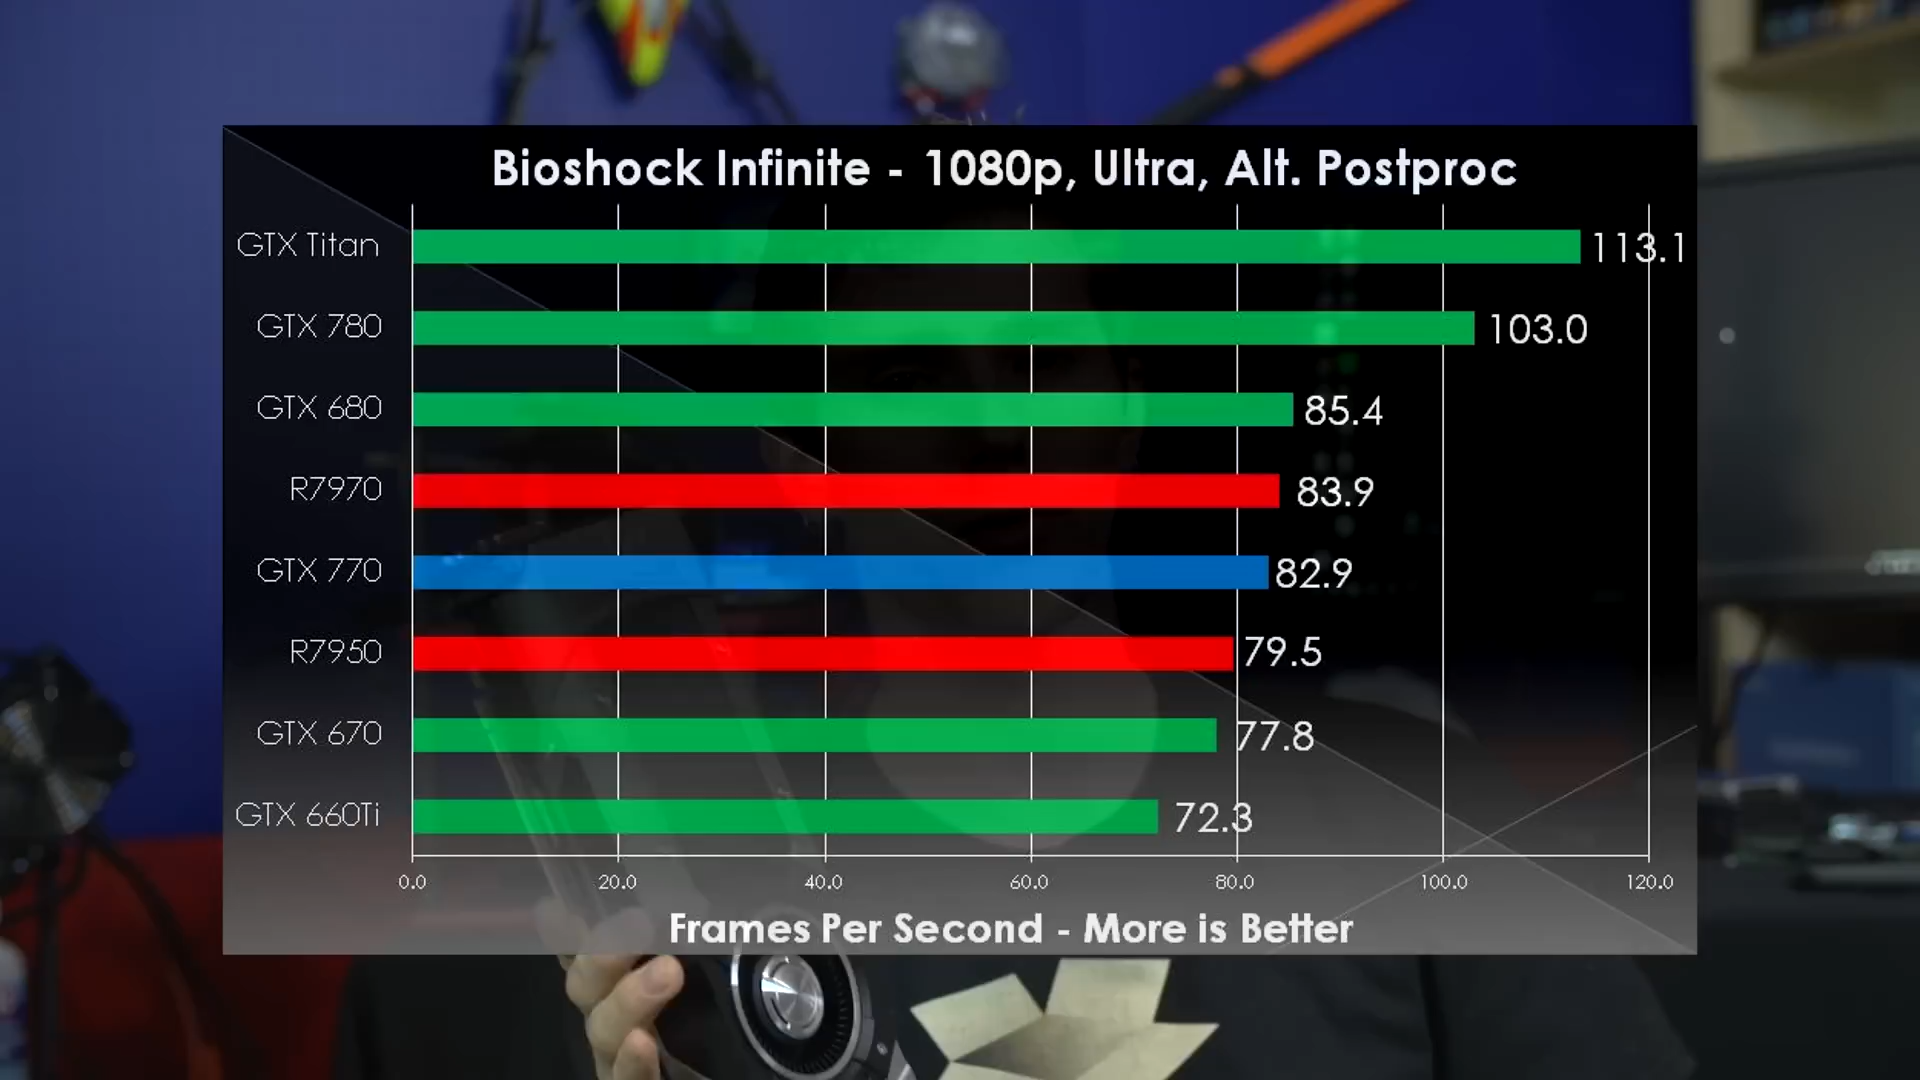 Bioshock Infinite - 1080p, Ultra, Alt. Postproc
GTX Titan 113.1
GTX 780 103.0
GTX 680 85.4
R7970 83.9
GTX 770 82.9
R7950 79.5
GTX 670 77.8
GTX 660Ti 72.3
0.0 20.0 40.0 60.0 80.0 100.0 120.0
Frames Per Second - More is Better